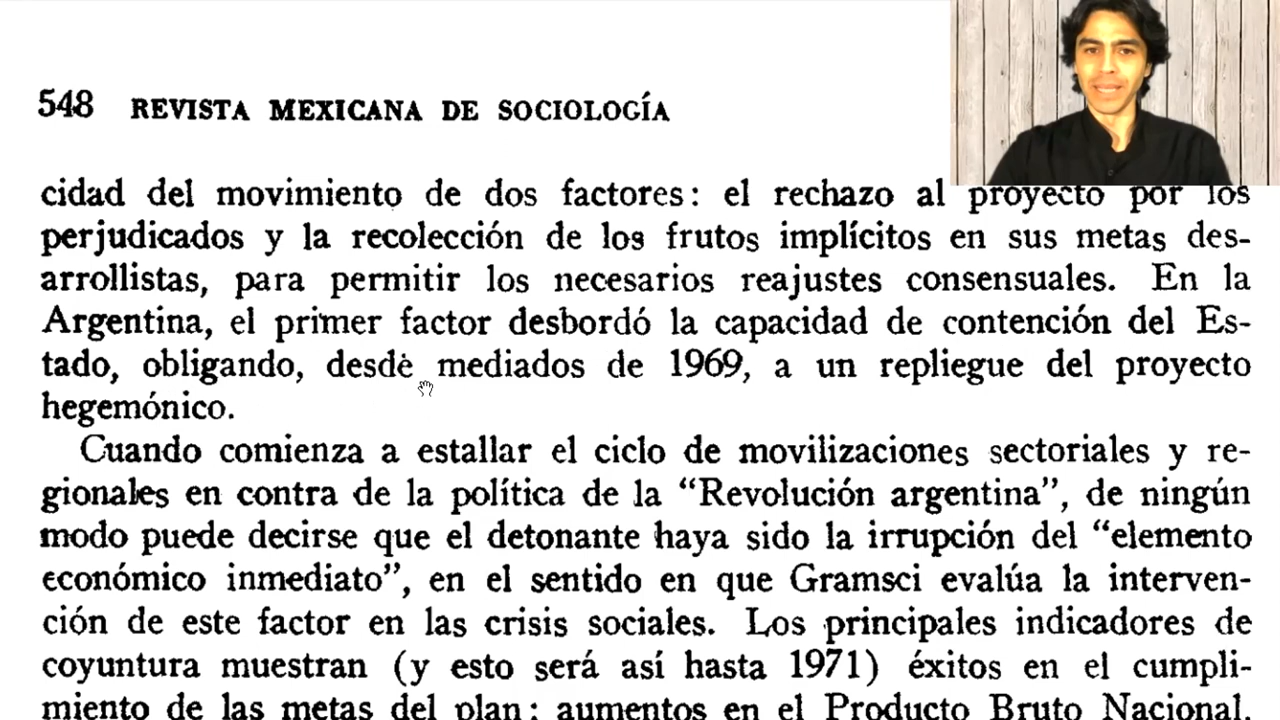 548 REVISTA MEXICANA DE SOCIOLOGÍA
cidad del movimiento de dos factores: el rechazo al proyecto por los
perjudicados y la recolección de los frutos implícitos en sus metas des-
arrollistas, para permitir los necesarios reajustes consensuales. En la
Argentina, el primer factor desbordó la capacidad de contención del Es-
tado, obligando, desde mediados de 1969, a un repliegue del proyecto
hegemónico.
Cuando comienza a estallar el ciclo de movilizaciones sectoriales y re-
gionales en contra de la política de la “Revolución argentina”, de ningún
modo puede decirse que el detonante haya sido la irrupción del “elemento
económico inmediato”, en el sentido en que Gramsci evalúa la interven-
ción de este factor en las crisis sociales. Los principales indicadores de
coyuntura muestran (y esto será así hasta 1971) éxitos en el cumpli-
miento de las metas del plan: aumentos en el Producto Bruto Nacional,